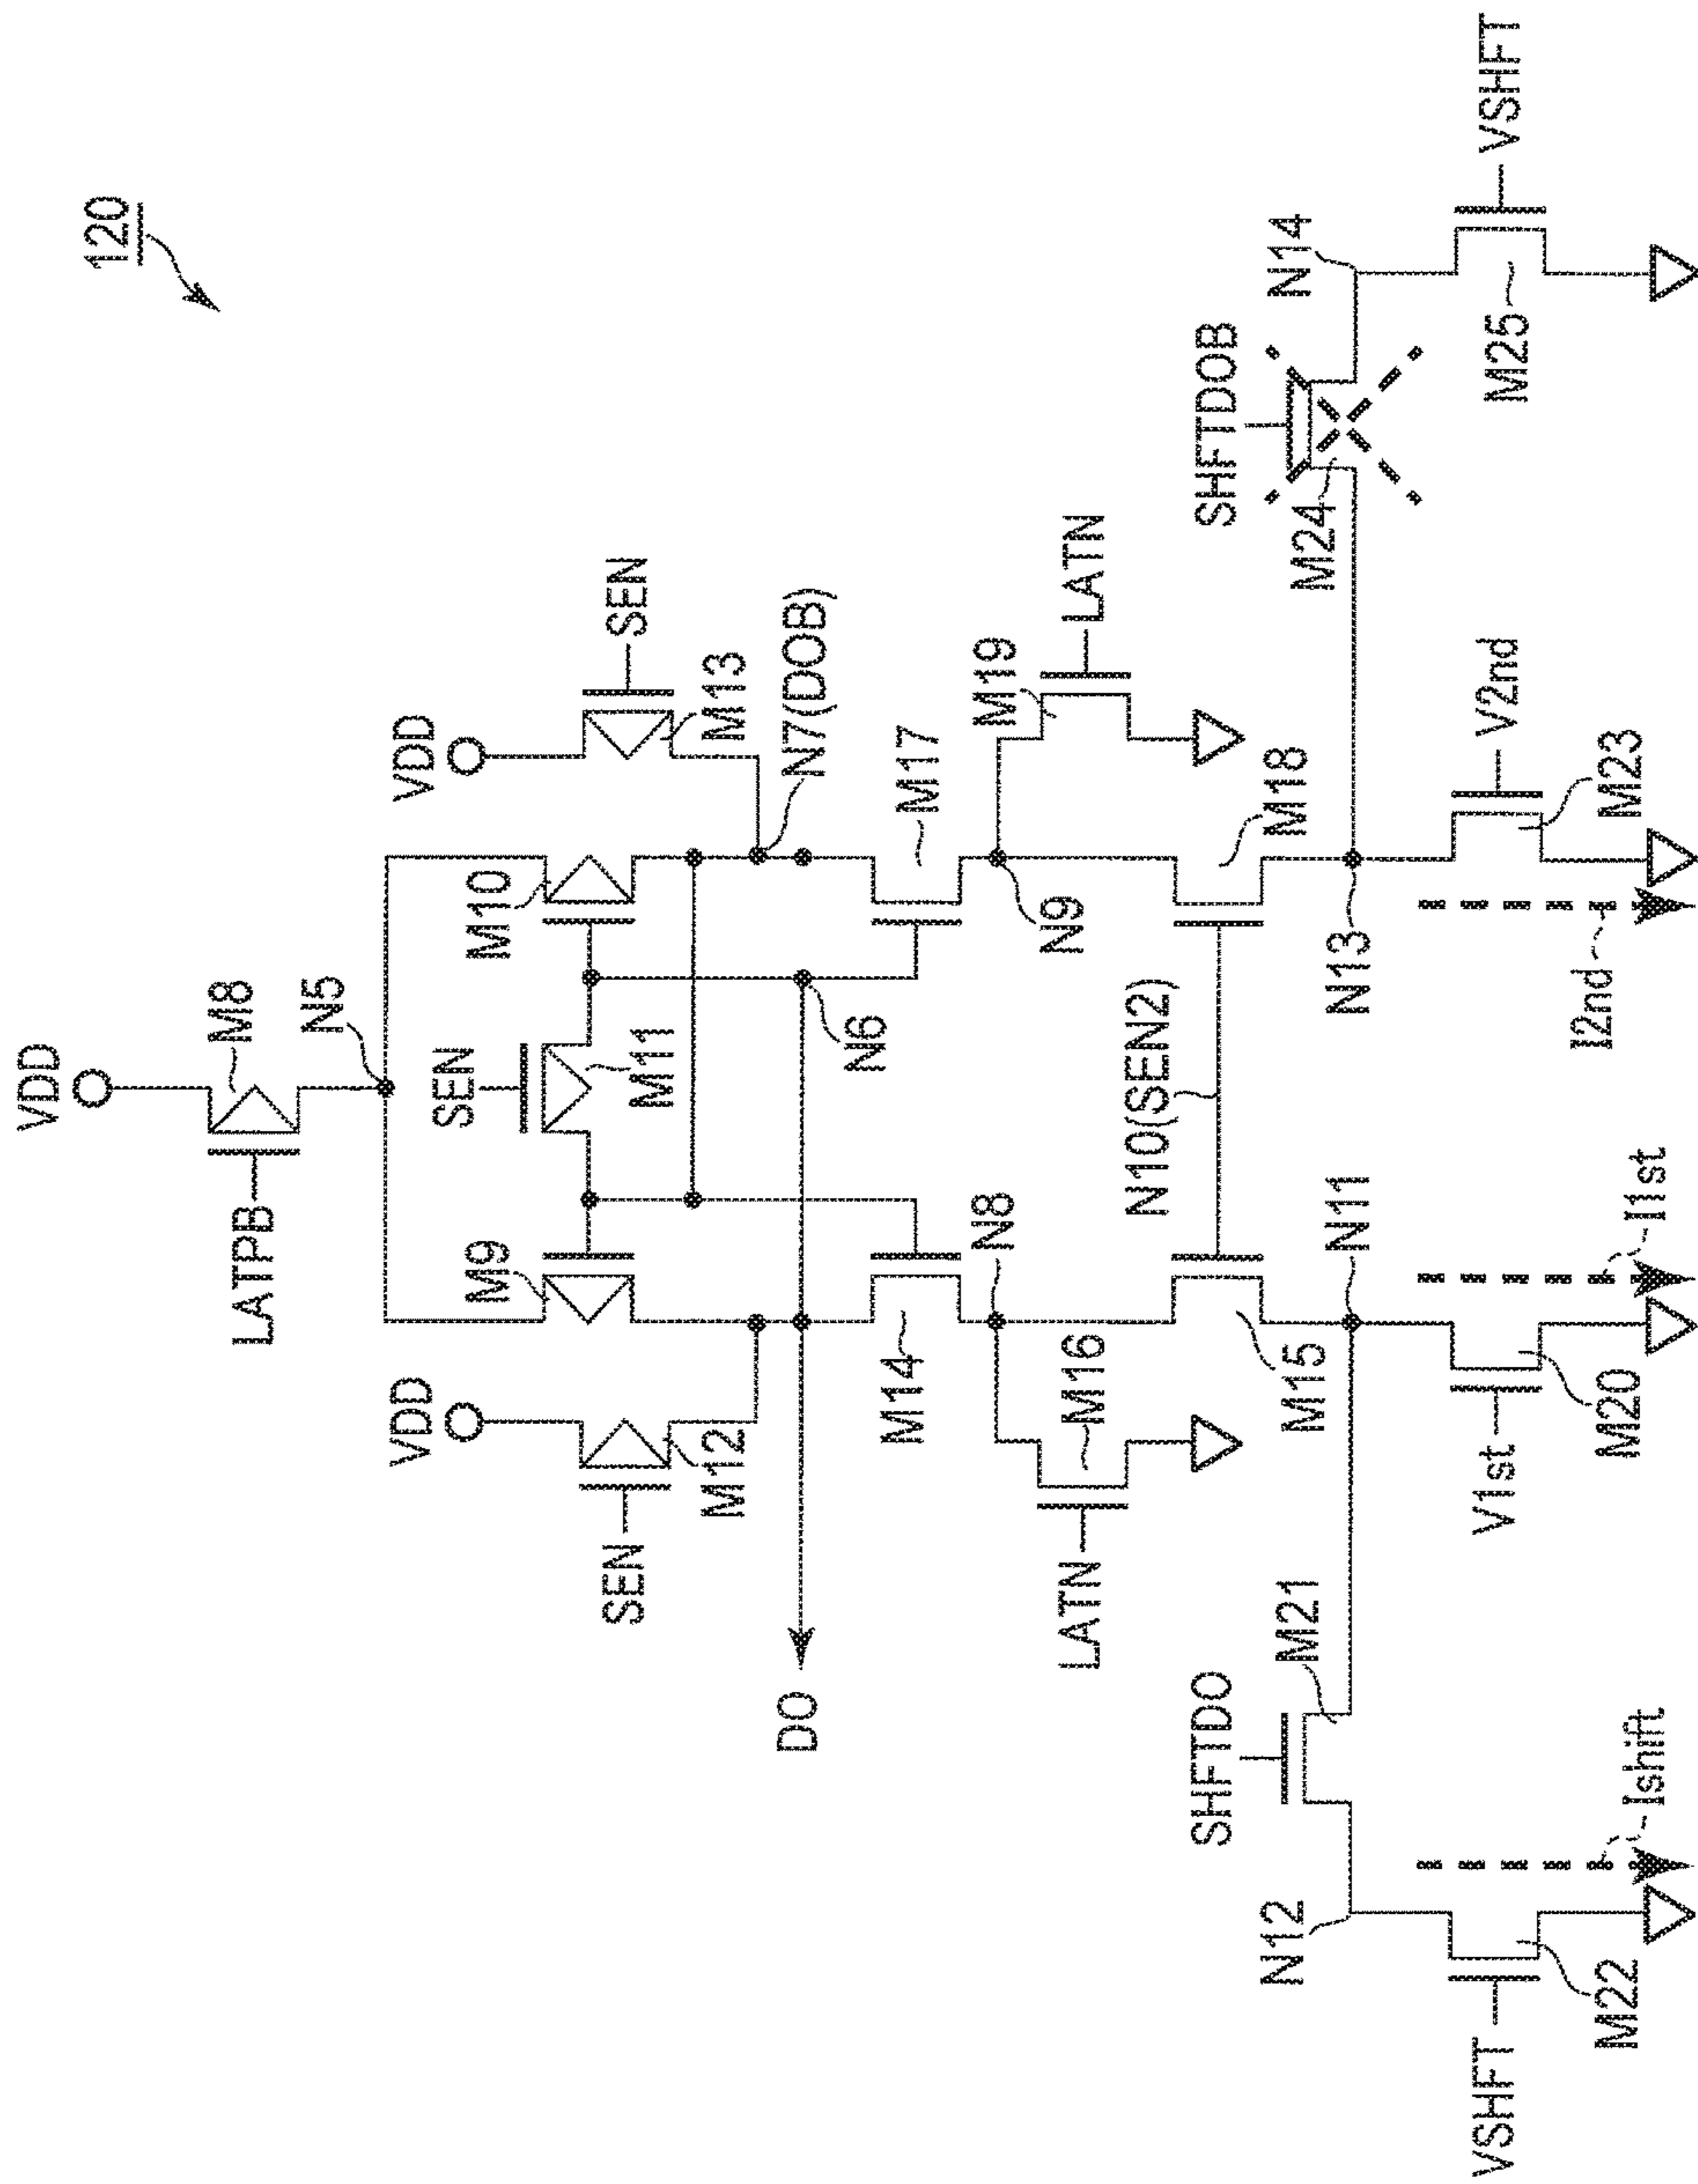 120
VDD
LATPB
M8
N5
VDD
SEN
M12
M9
SEN
M11
M10
VDD
SEN
M13
N6
N7(DOB)
DO
M14
M17
N8
N9
LATN
M16
M19
LATN
M15
N10(SEN2)
M18
SHFTDO
M21
N11
N13
SHFTDOB
M24
N12
N14
VSHFT
M22
Ishift
V1st
M20
I1st
I2nd
V2nd
M23
M25
VSHFT